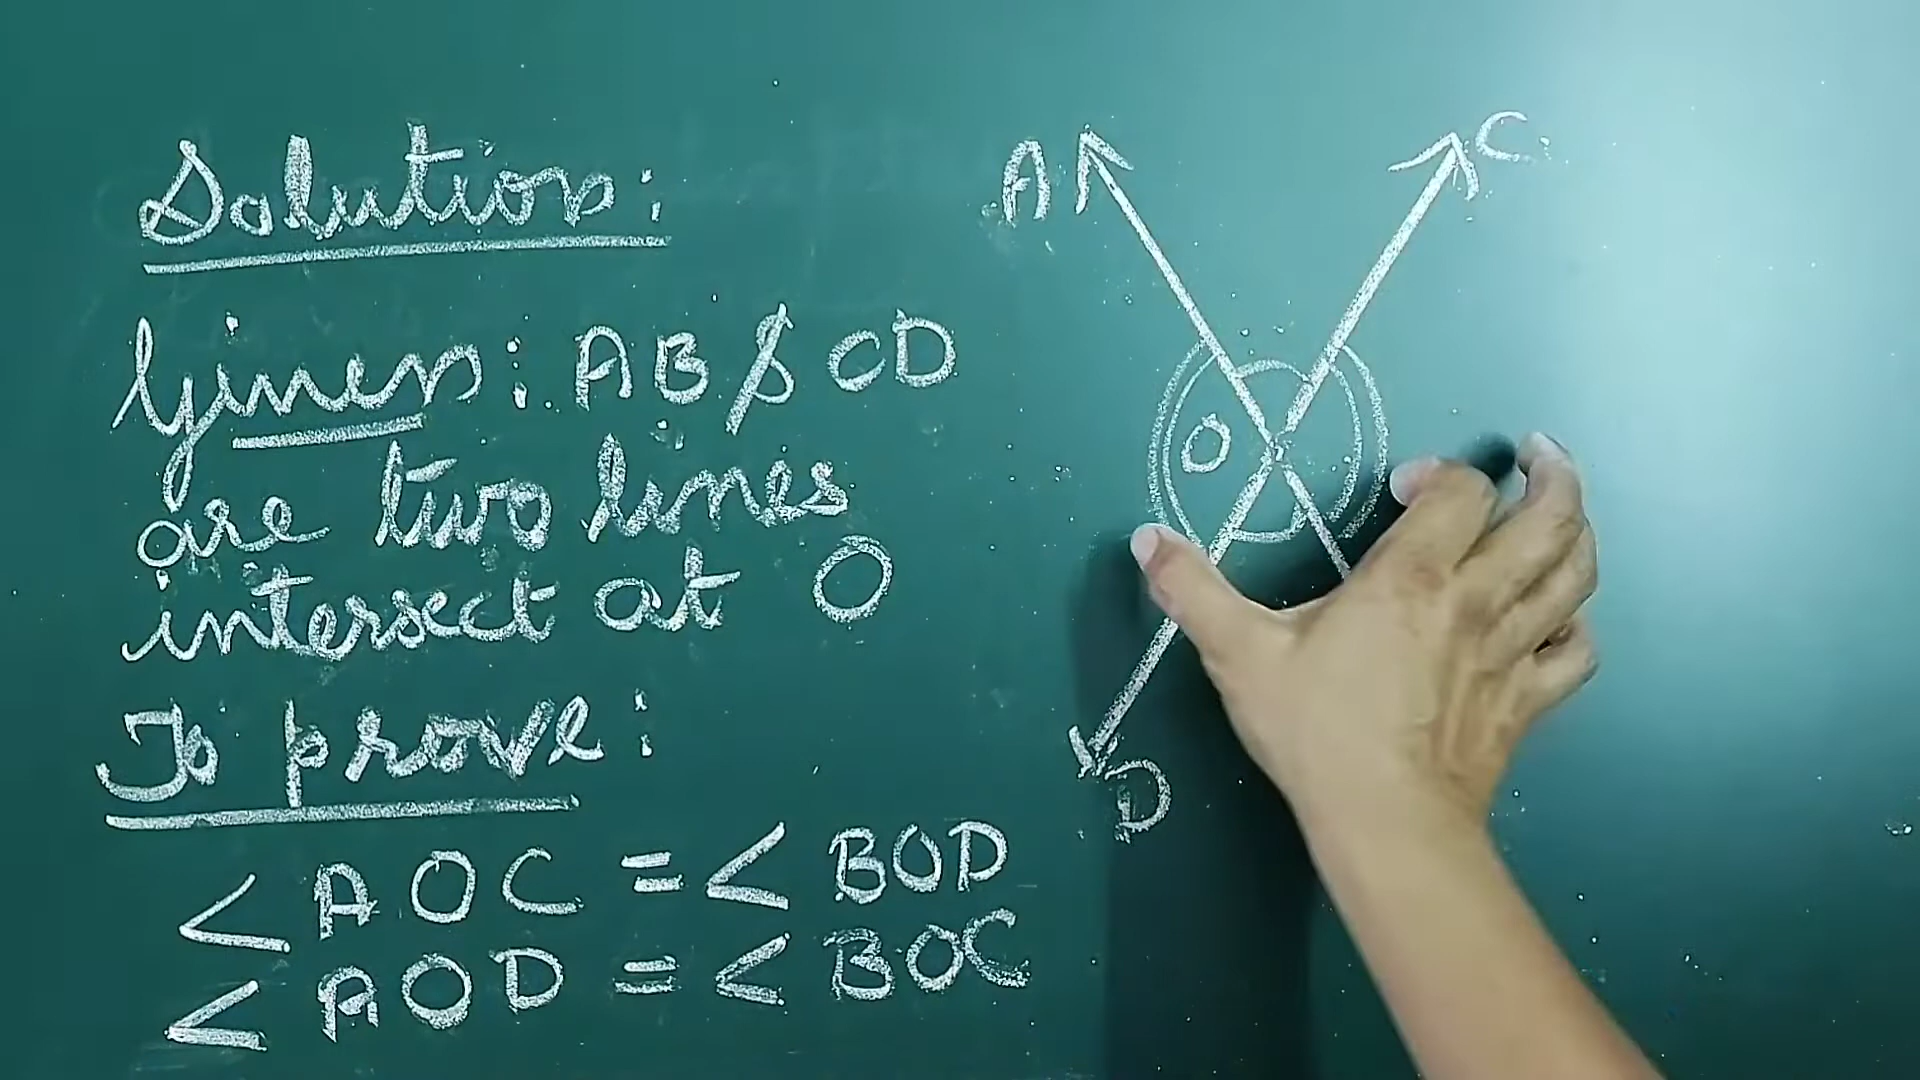 Solution:
Given: AB & CD
are two lines
intersect at O
To prove:
< AOC = < BOD
< AOD = < BOC
A
C
O
D